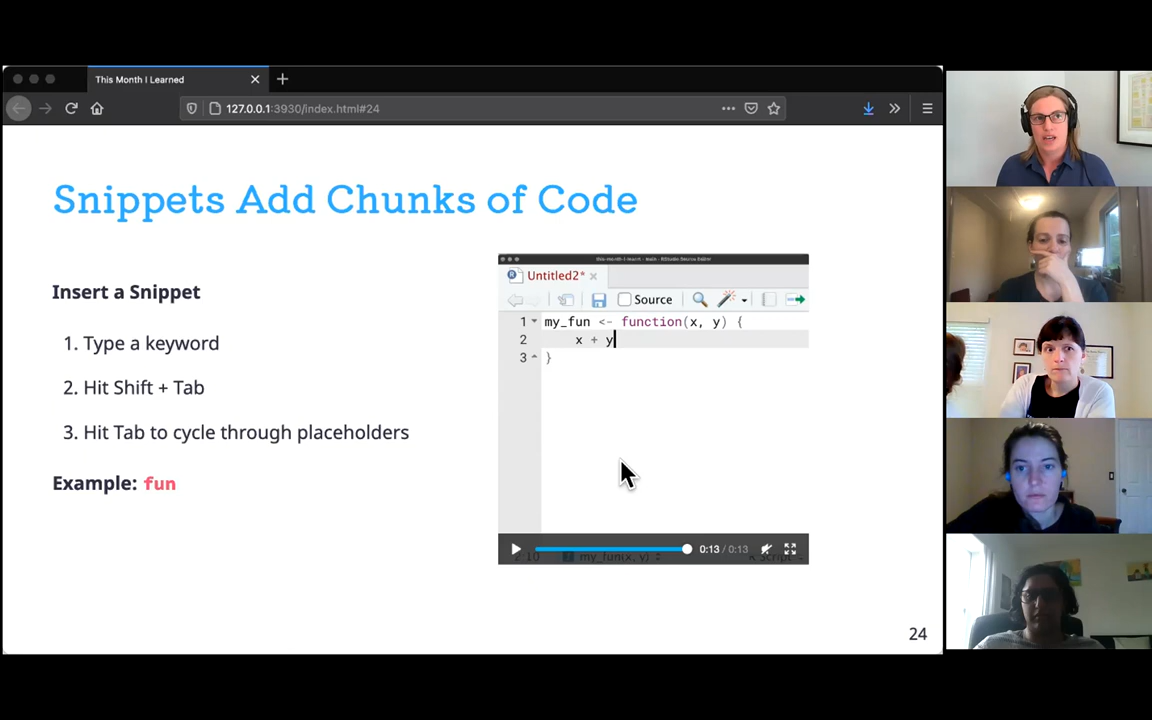 This Month I Learned
127.0.0.1:3930/index.html#24
Snippets Add Chunks of Code
Insert a Snippet
1. Type a keyword
2. Hit Shift + Tab
3. Hit Tab to cycle through placeholders
Example: fun
Untitled2*
Source
1 my_fun <- function(x, y) {
2 x + y
3 }
0:13 / 0:13
my_fun(x, y)
24